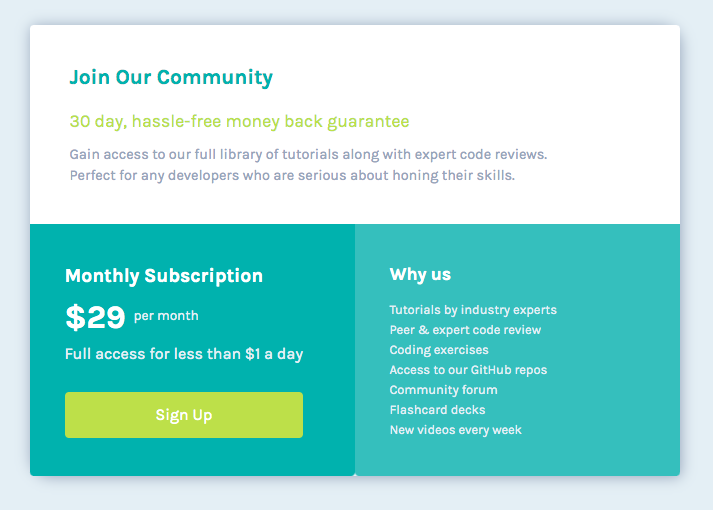 Join Our Community
30 day, hassle-free money back guarantee
Gain access to our full library of tutorials along with expert code reviews.
Perfect for any developers who are serious about honing their skills.
Monthly Subscription
$29 per month
Full access for less than $1 a day
Sign Up
Why us
Tutorials by industry experts
Peer & expert code review
Coding exercises
Access to our GitHub repos
Community forum
Flashcard decks
New videos every week